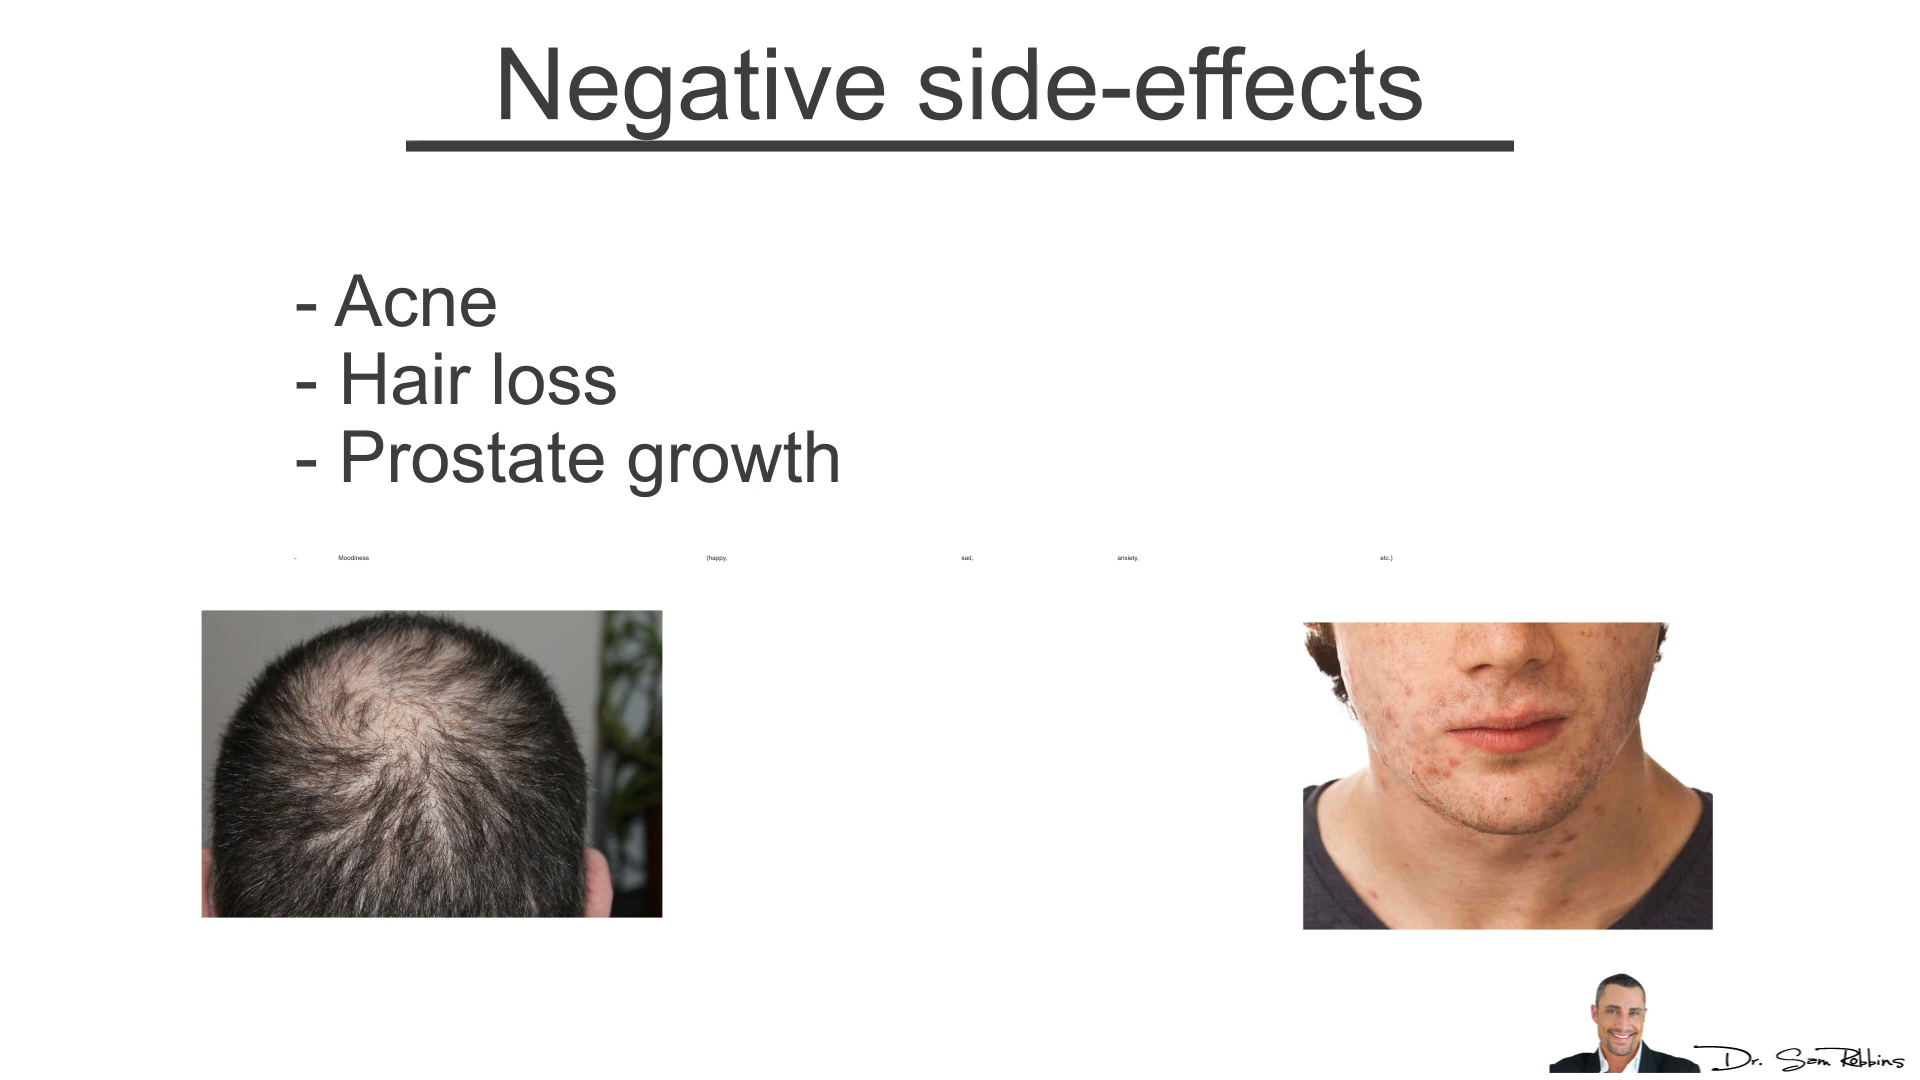 Negative side-effects
- Acne
- Hair loss
- Prostate growth
- Moodiness (happy, sad, anxiety, etc.)
Dr. Sam Robbins